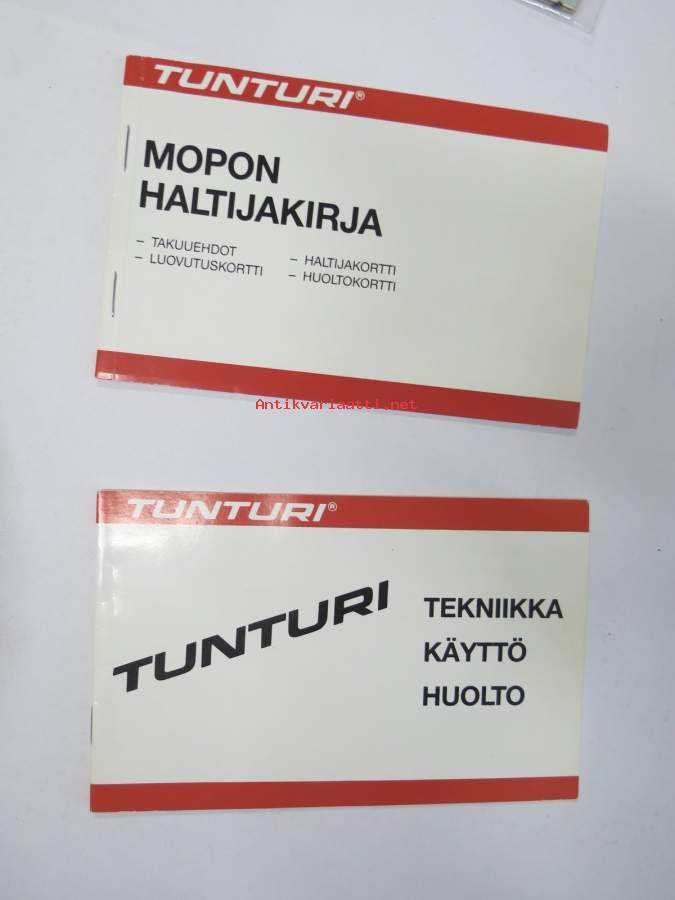 TUNTURI®
MOPON
HALTIJAKIRJA
– TAKUUEHDOT
– LUOVUTUSKORTTI
– HALTIJAKORTTI
– HUOLTOKORTTI
Antikvariaatti.net
TUNTURI®
TUNTURI
TEKNIIKKA
KÄYTTÖ
HUOLTO